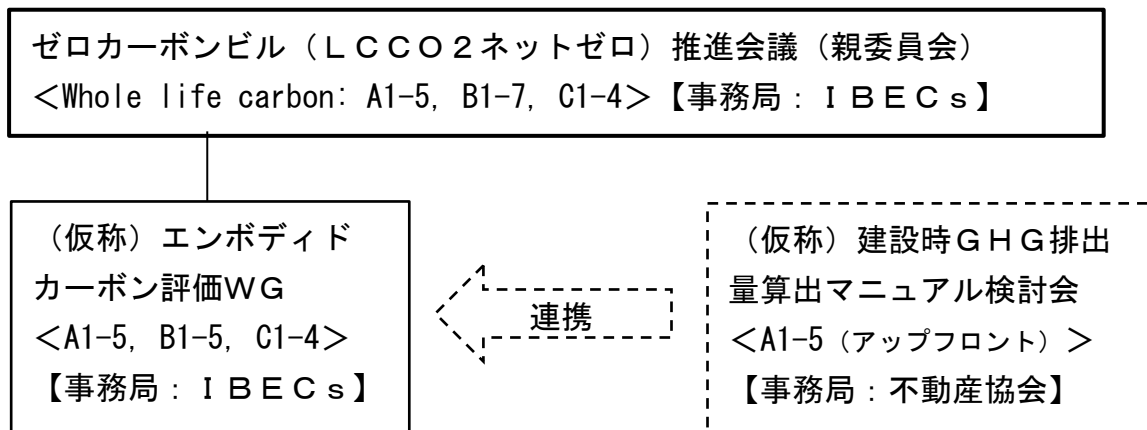 ゼロカーボンビル（ＬＣＣＯ２ネットゼロ）推進会議（親委員会）
＜Whole life carbon: A1-5, B1-7, C1-4＞【事務局：ＩＢＥＣｓ】
（仮称）エンボディド
カーボン評価ＷＧ
＜A1-5, B1-5, C1-4＞
【事務局：ＩＢＥＣｓ】
連携
（仮称）建設時ＧＨＧ排出
量算出マニュアル検討会
＜A1-5（アップフロント）＞
【事務局：不動産協会】